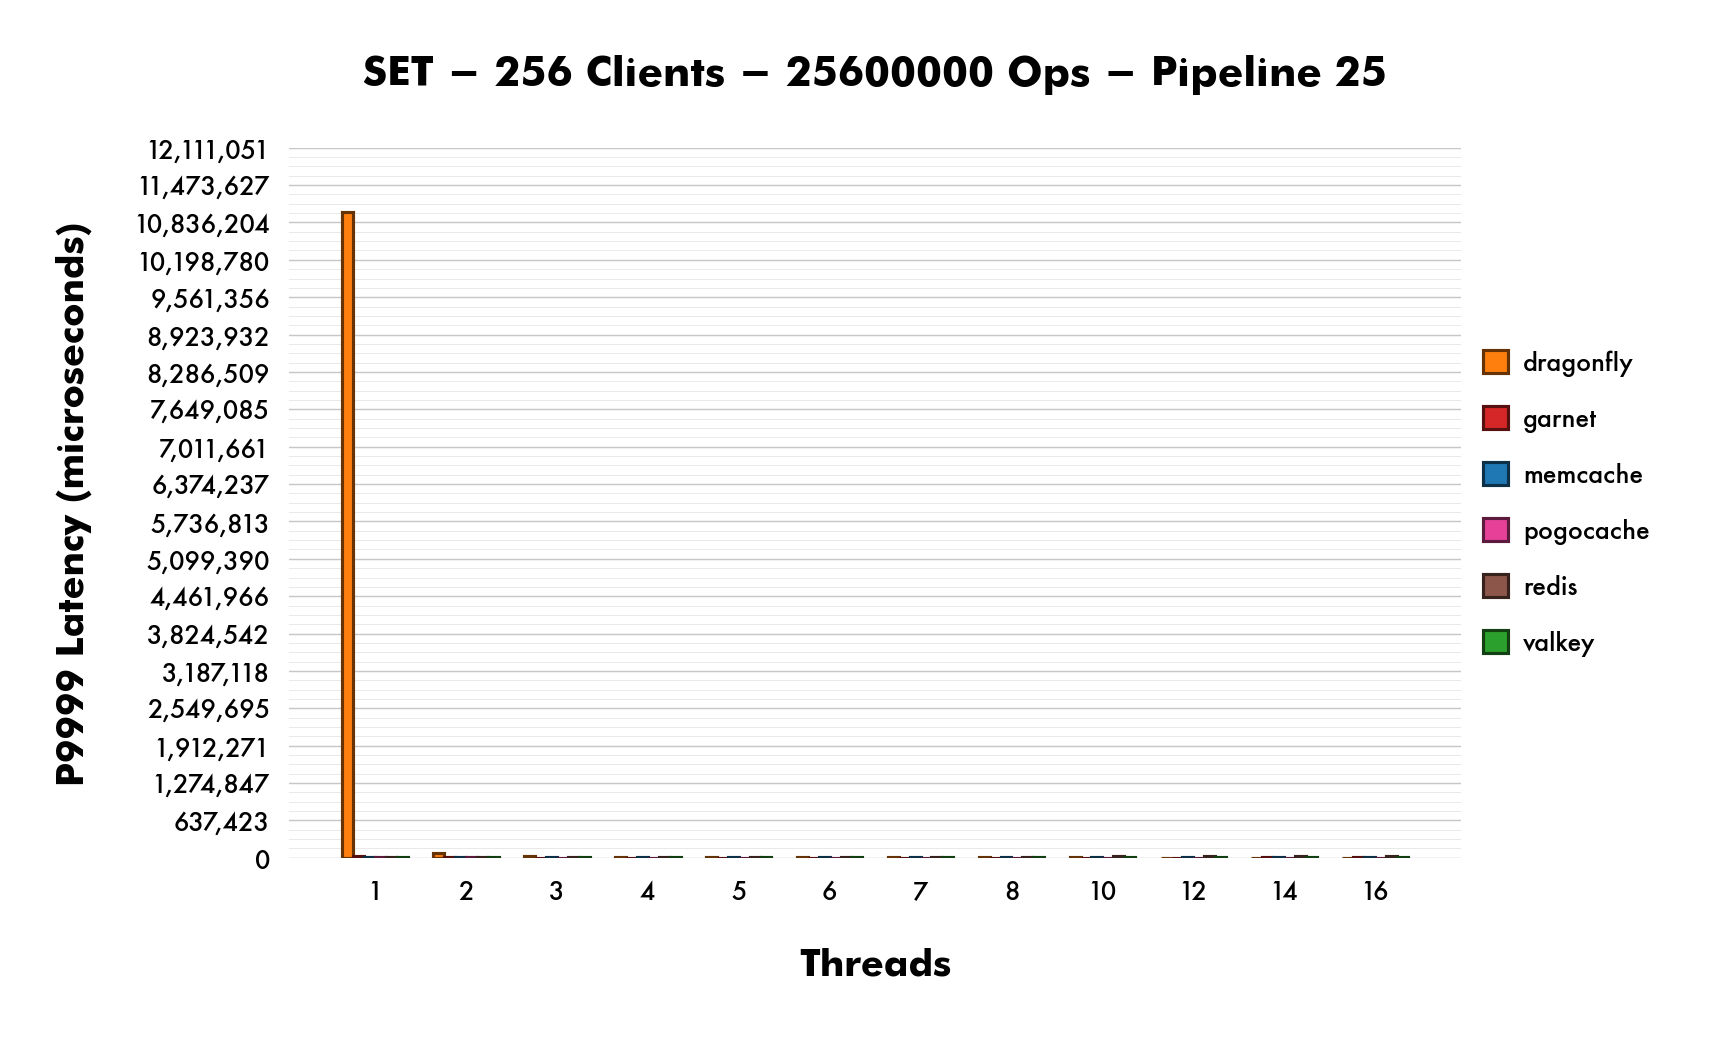 SET – 256 Clients – 25600000 Ops – Pipeline 25
P9999 Latency (microseconds)
12,111,051
11,473,627
10,836,204
10,198,780
9,561,356
8,923,932
8,286,509
7,649,085
7,011,661
6,374,237
5,736,813
5,099,390
4,461,966
3,824,542
3,187,118
2,549,695
1,912,271
1,274,847
637,423
0
1 2 3 4 5 6 7 8 10 12 14 16
Threads
dragonfly
garnet
memcache
pogocache
redis
valkey